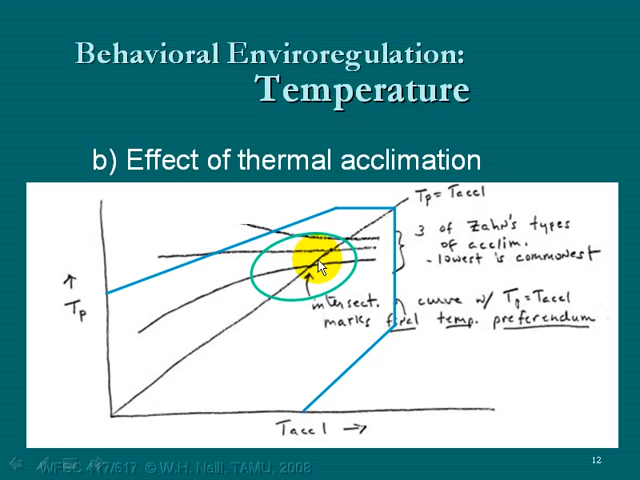 Behavioral Enviroregulation:
Temperature
b) Effect of thermal acclimation
Tp = Taccl
3 of Zahn's types
of acclim.
- lowest is commonest
↑
Tp
intersect. curve w/ Tp = Taccl
marks final temp. preferendum
Taccl →
WFSC 417/617 © W.H. Neill, TAMU, 2008
12